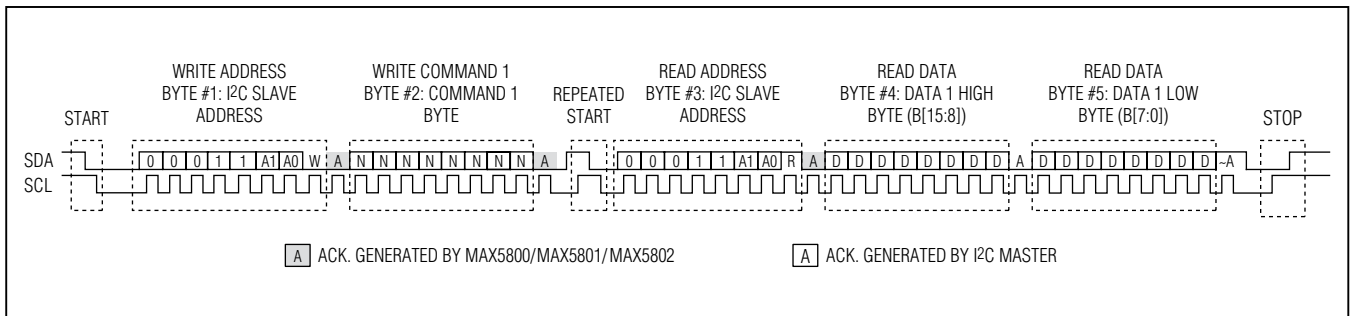 START
WRITE ADDRESS
BYTE #1: I²C SLAVE
ADDRESS
WRITE COMMAND 1
BYTE #2: COMMAND 1
BYTE
REPEATED
START
READ ADDRESS
BYTE #3: I²C SLAVE
ADDRESS
READ DATA
BYTE #4: DATA 1 HIGH
BYTE (B[15:8])
READ DATA
BYTE #5: DATA 1 LOW
BYTE (B[7:0])
STOP
SDA 0 0 0 1 1 A1 A0 W A N N N N N N N N A 0 0 0 1 1 A1 A0 R A D D D D D D D D A D D D D D D D D ~A
SCL
A ACK. GENERATED BY MAX5800/MAX5801/MAX5802
A ACK. GENERATED BY I²C MASTER